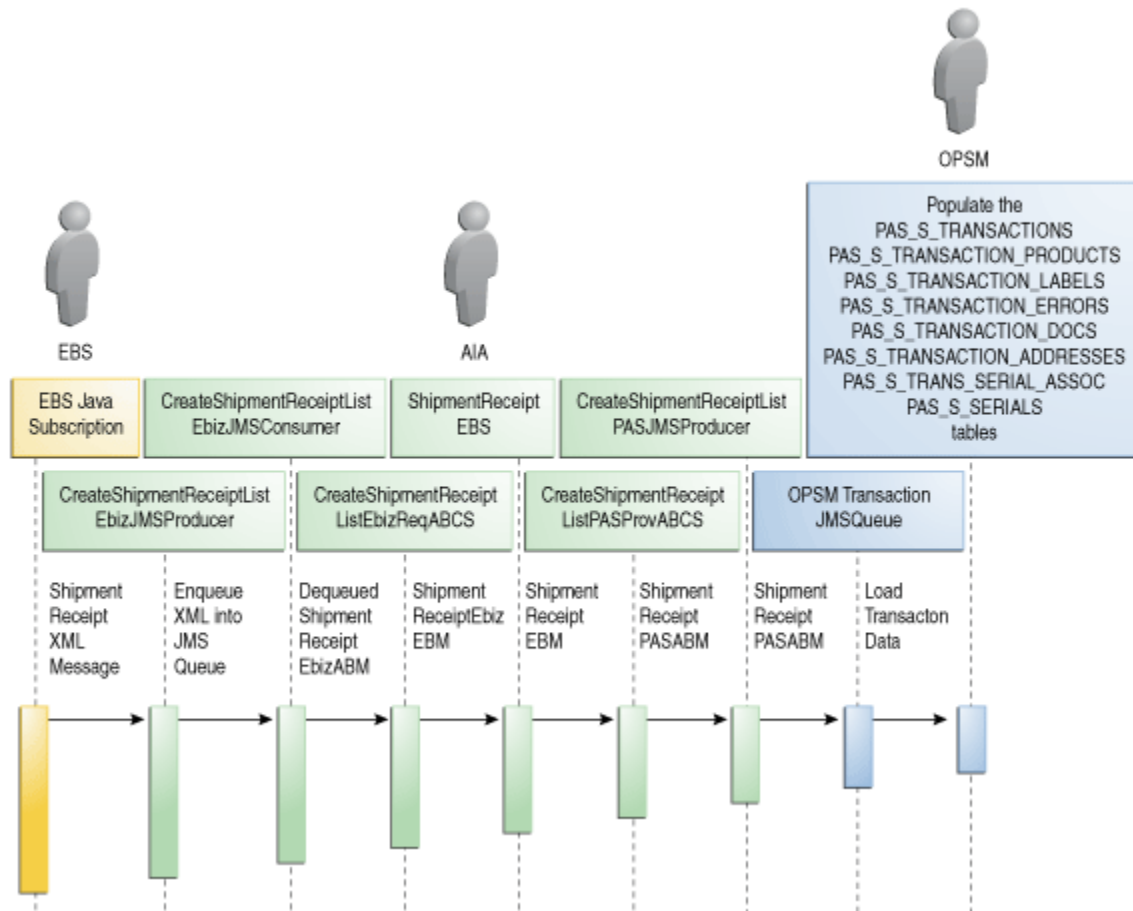 OPSM
Populate the
PAS_S_TRANSACTIONS
PAS_S_TRANSACTION_PRODUCTS
PAS_S_TRANSACTION_LABELS
PAS_S_TRANSACTION_ERRORS
PAS_S_TRANSACTION_DOCS
PAS_S_TRANSACTION_ADDRESSES
PAS_S_TRANS_SERIAL_ASSOC
PAS_S_SERIALS
tables
EBS
AIA
EBS Java
Subscription
CreateShipmentReceiptList
EbizJMSConsumer
ShipmentReceipt
EBS
CreateShipmentReceiptList
PASJMSProducer
CreateShipmentReceiptList
EbizJMSProducer
CreateShipmentReceipt
ListEbizReqABCS
CreateShipmentReceipt
ListPASProvABCS
OPSM Transaction
JMSQueue
Shipment
Receipt
XML
Message
Enqueue
XML into
JMS
Queue
Dequeued
Shipment
Receipt
EbizABM
Shipment
ReceiptEbiz
EBM
Shipment
Receipt
EBM
Shipment
Receipt
PASABM
Shipment
Receipt
PASABM
Load
Transacton
Data